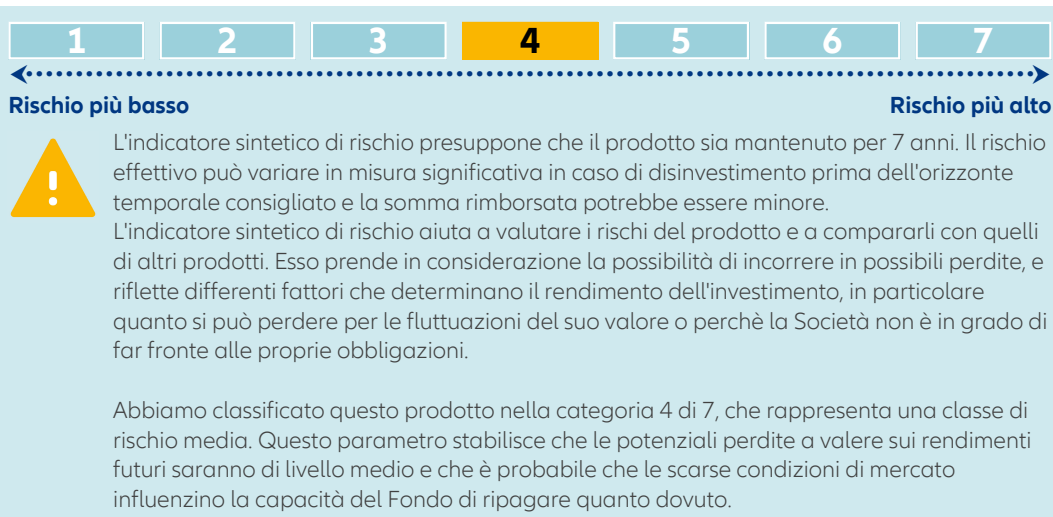 1 2 3 4 5 6 7
Rischio più basso Rischio più alto
L'indicatore sintetico di rischio presuppone che il prodotto sia mantenuto per 7 anni. Il rischio
effettivo può variare in misura significativa in caso di disinvestimento prima dell'orizzonte
temporale consigliato e la somma rimborsata potrebbe essere minore.
L'indicatore sintetico di rischio aiuta a valutare i rischi del prodotto e a compararli con quelli
di altri prodotti. Esso prende in considerazione la possibilità di incorrere in possibili perdite, e
riflette differenti fattori che determinano il rendimento dell'investimento, in particolare
quanto si può perdere per le fluttuazioni del suo valore o perchè la Società non è in grado di
far fronte alle proprie obbligazioni.
Abbiamo classificato questo prodotto nella categoria 4 di 7, che rappresenta una classe di
rischio media. Questo parametro stabilisce che le potenziali perdite a valere sui rendimenti
futuri saranno di livello medio e che è probabile che le scarse condizioni di mercato
influenzino la capacità del Fondo di ripagare quanto dovuto.